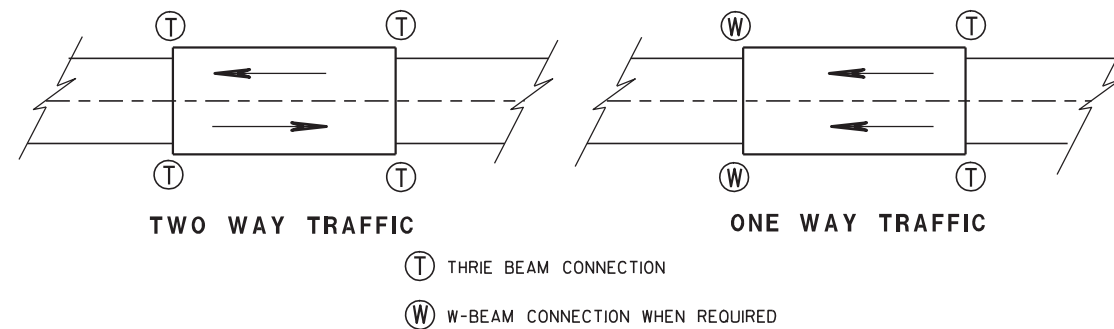 T T W T
T T W T
TWO WAY TRAFFIC ONE WAY TRAFFIC
T THRIE BEAM CONNECTION
W W-BEAM CONNECTION WHEN REQUIRED